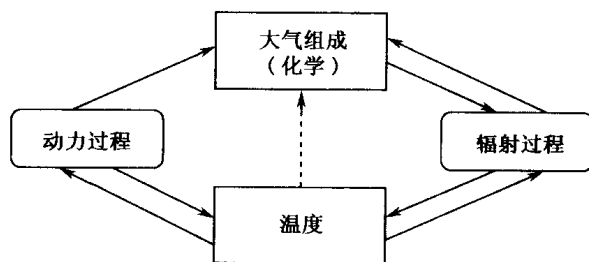 大气组成
(化学)
动力过程
辐射过程
温度